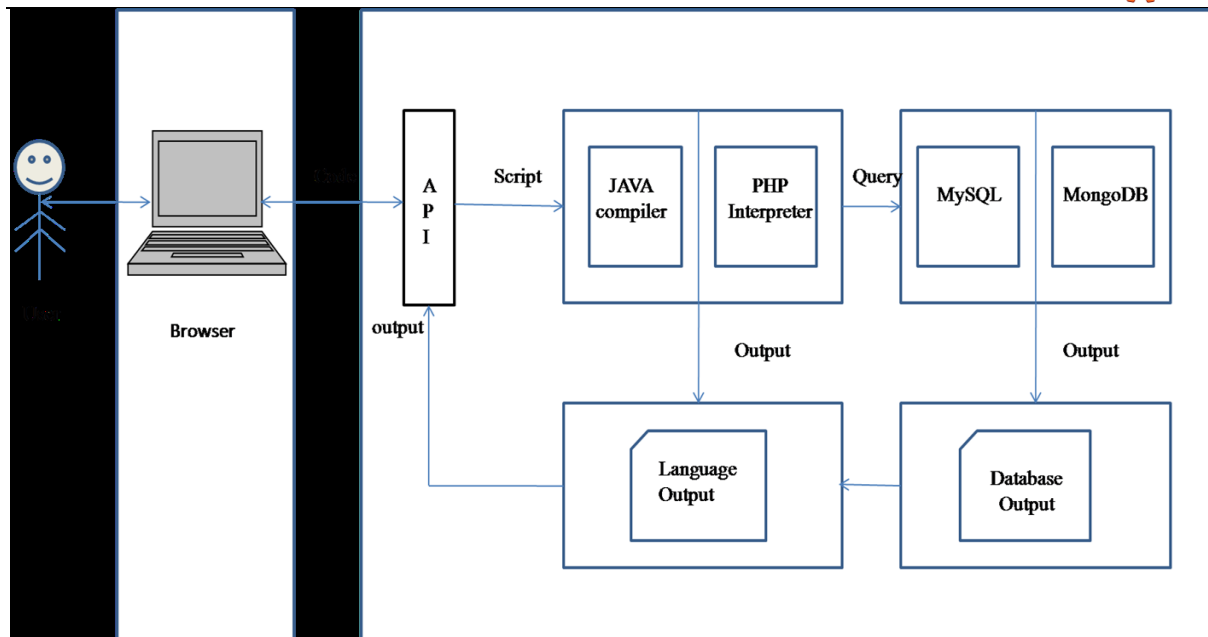 A
P
I
Script
JAVA
compiler
PHP
Interpreter
Query
MySQL
MongoDB
Browser
output
Output
Output
Language
Output
Database
Output